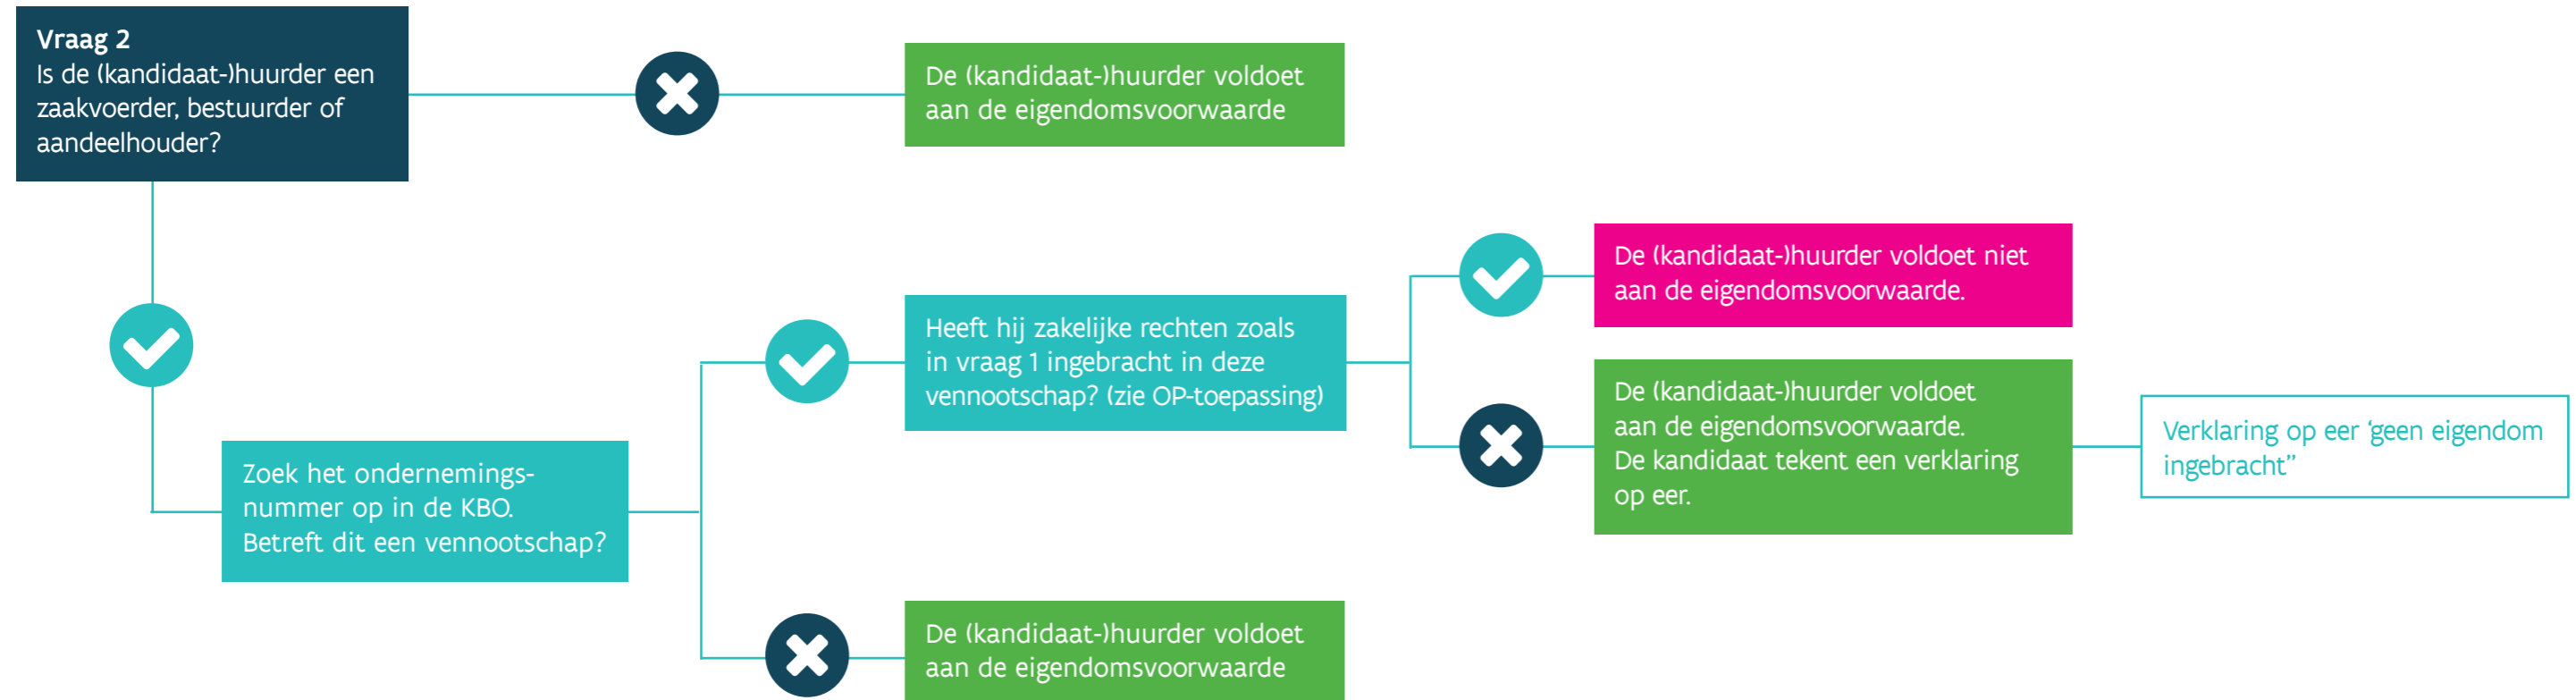 Vraag 2
Is de (kandidaat-)huurder een
zaakvoerder, bestuurder of
aandeelhouder?
De (kandidaat-)huurder voldoet
aan de eigendomsvoorwaarde
Zoek het ondernemings-
nummer op in de KBO.
Betreft dit een vennootschap?
Heeft hij zakelijke rechten zoals
in vraag 1 ingebracht in deze
vennootschap? (zie OP-toepassing)
De (kandidaat-)huurder voldoet niet
aan de eigendomsvoorwaarde.
De (kandidaat-)huurder voldoet
aan de eigendomsvoorwaarde.
De kandidaat tekent een verklaring
op eer.
Verklaring op eer ‘geen eigendom
ingebracht”
De (kandidaat-)huurder voldoet
aan de eigendomsvoorwaarde